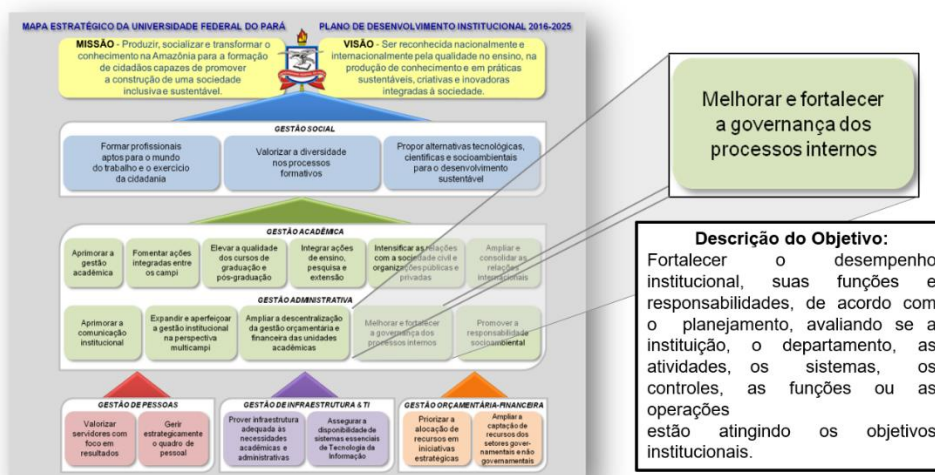 MAPA ESTRATÉGICO DA UNIVERSIDADE FEDERAL DO PARÁ
PLANO DE DESENVOLVIMENTO INSTITUCIONAL 2016-2025
MISSÃO - Produzir, socializar e transformar o
conhecimento na Amazônia para a formação
de cidadãos capazes de promover
a construção de uma sociedade
inclusiva e sustentável.
VISÃO - Ser reconhecida nacionalmente e
internacionalmente pela qualidade no ensino, na
produção de conhecimento e em práticas
sustentáveis, criativas e inovadoras
integradas à sociedade.
GESTÃO SOCIAL
Formar profissionais
aptos para o mundo
do trabalho e o exercício
da cidadania
Valorizar a diversidade
nos processos
formativos
Propor alternativas tecnológicas,
científicas e socioambientais
para o desenvolvimento
sustentável
GESTÃO ACADÊMICA
Aprimorar a
gestão
acadêmica
Fomentar ações
integradas entre
os campi
Elevar a qualidade
dos cursos de
graduação e
pós-graduação
Integrar ações
de ensino,
pesquisa e
extensão
Intensificar as relações
com a sociedade civil e
organizações públicas e
privadas
Ampliar e
consolidar as
relações
internacionais
GESTÃO ADMINISTRATIVA
Aprimorar a
comunicação
institucional
Expandir e aperfeiçoar
a gestão institucional
na perspectiva
multicampi
Ampliar a descentralização
da gestão orçamentária e
financeira das unidades
acadêmicas
Melhorar e fortalecer
a governança dos
processos internos
Promover a
responsabilidade
socioambiental
GESTÃO DE PESSOAS
Valorizar
servidores com
foco em
resultados
Gerir
estrategicamente
o quadro de
pessoal
GESTÃO DE INFRAESTRUTURA & TI
Prover infraestrutura
adequada às
necessidades
acadêmicas e
administrativas
Assegurar a
disponibilidade de
sistemas essenciais
da Tecnologia da
Informação
GESTÃO ORÇAMENTÁRIA-FINANCEIRA
Priorizar a
alocação de
recursos em
iniciativas
estratégicas
Ampliar a
captação de
recursos dos
setores gover-
namentais e não
governamentais
Melhorar e fortalecer
a governança dos
processos internos
Descrição do Objetivo:
Fortalecer o desempenho
institucional, suas funções e
responsabilidades, de acordo com
o planejamento, avaliando se a
instituição, o departamento, as
atividades, os sistemas, os
controles, as funções ou as
operações
estão atingindo os objetivos
institucionais.